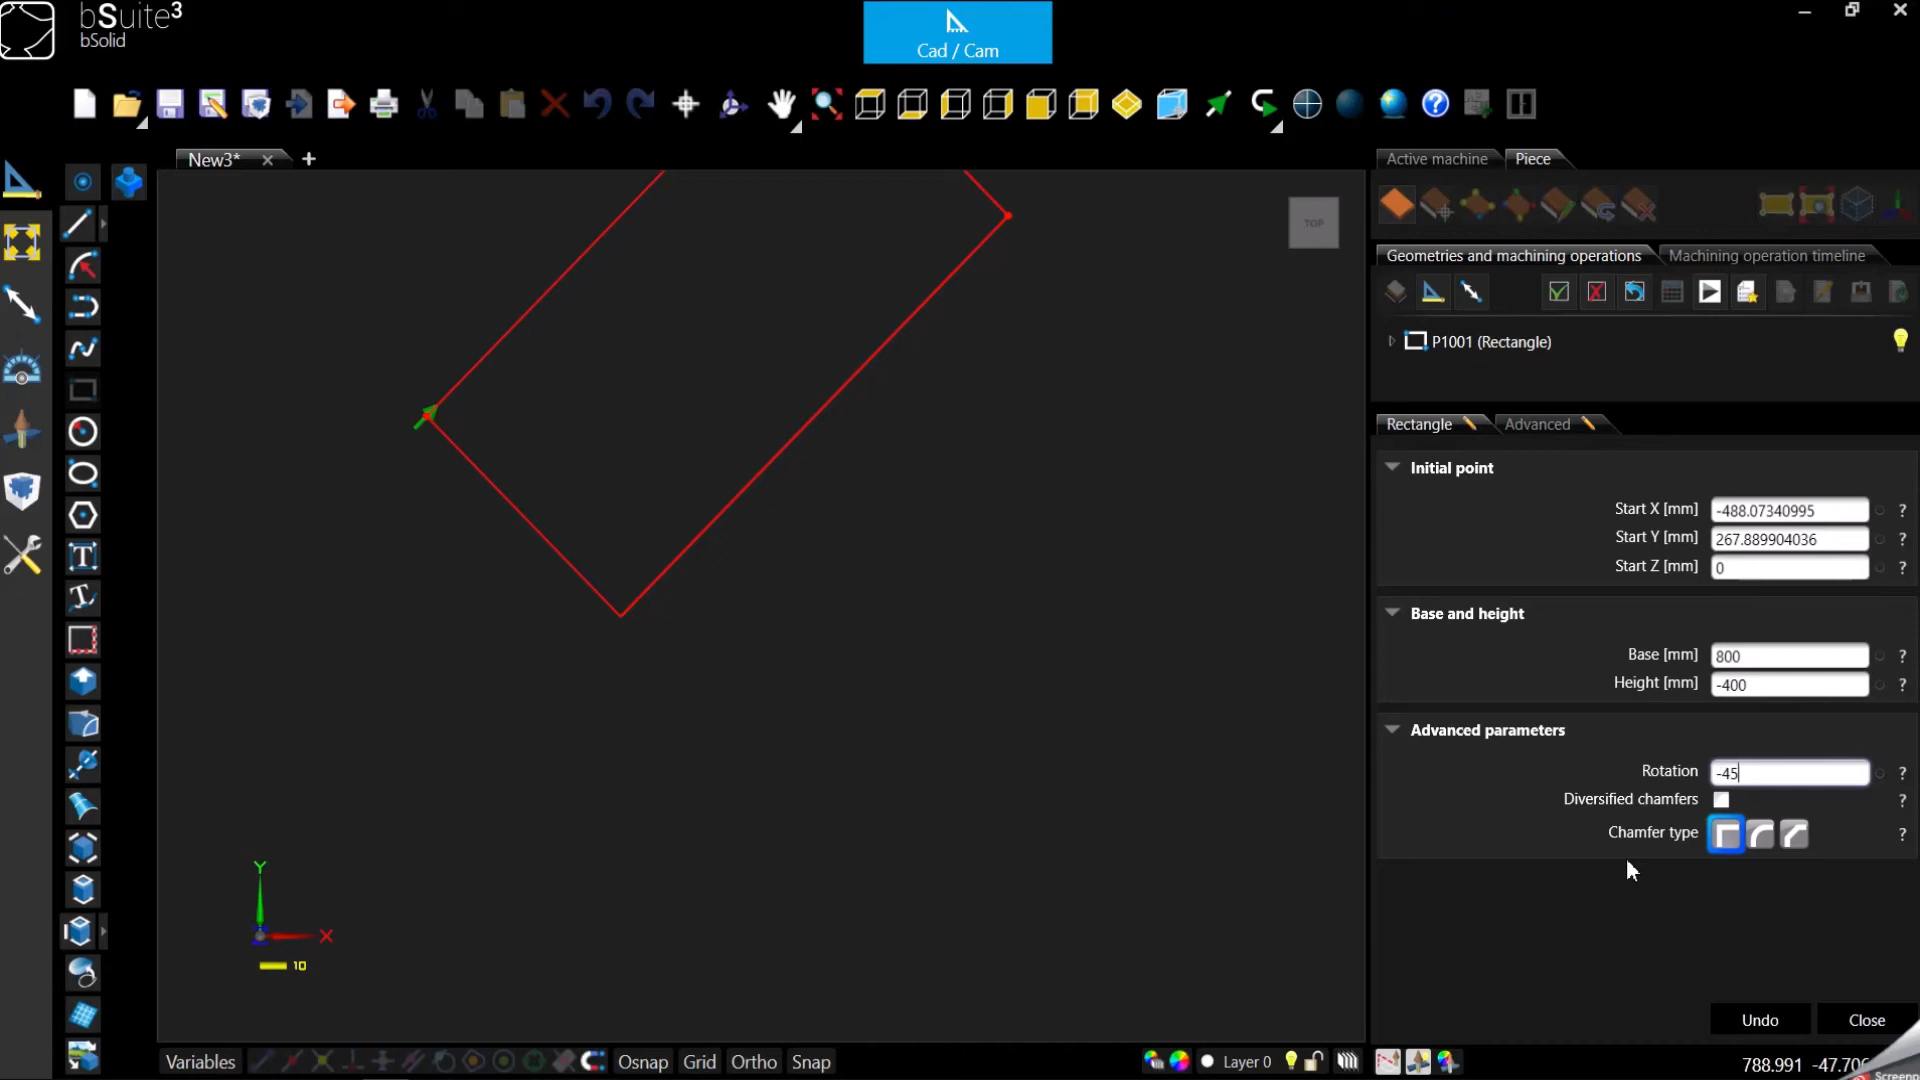 bSuite³
bSolid
Cad / Cam
New3*
Active machine
Piece
TOP
Geometries and machining operations
Machining operation timeline
P1001 (Rectangle)
Rectangle
Advanced
Initial point
Start X [mm]
-488.07340995
?
Start Y [mm]
267.889904036
?
Start Z [mm]
0
?
Base and height
Base [mm]
800
?
Height [mm]
-400
?
Advanced parameters
Rotation
-45
?
Diversified chamfers
?
Chamfer type
?
Y
X
10
Undo
Close
Variables
Osnap
Grid
Ortho
Snap
Layer 0
788.991